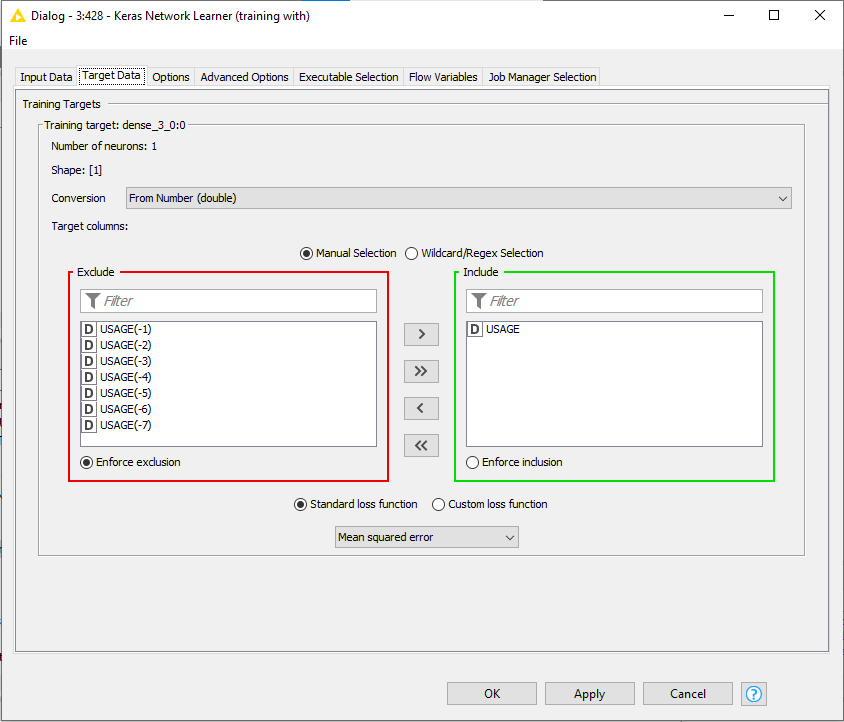 Dialog - 3:428 - Keras Network Learner (training with)
File
Input Data Target Data Options Advanced Options Executable Selection Flow Variables Job Manager Selection
Training Targets
Training target: dense_3_0:0
Number of neurons: 1
Shape: [1]
Conversion From Number (double)
Target columns:
Manual Selection Wildcard/Regex Selection
Exclude
Filter
D USAGE(-1)
D USAGE(-2)
D USAGE(-3)
D USAGE(-4)
D USAGE(-5)
D USAGE(-6)
D USAGE(-7)
Enforce exclusion
>
>>
<
<<
Include
Filter
D USAGE
Enforce inclusion
Standard loss function Custom loss function
Mean squared error
OK Apply Cancel ?